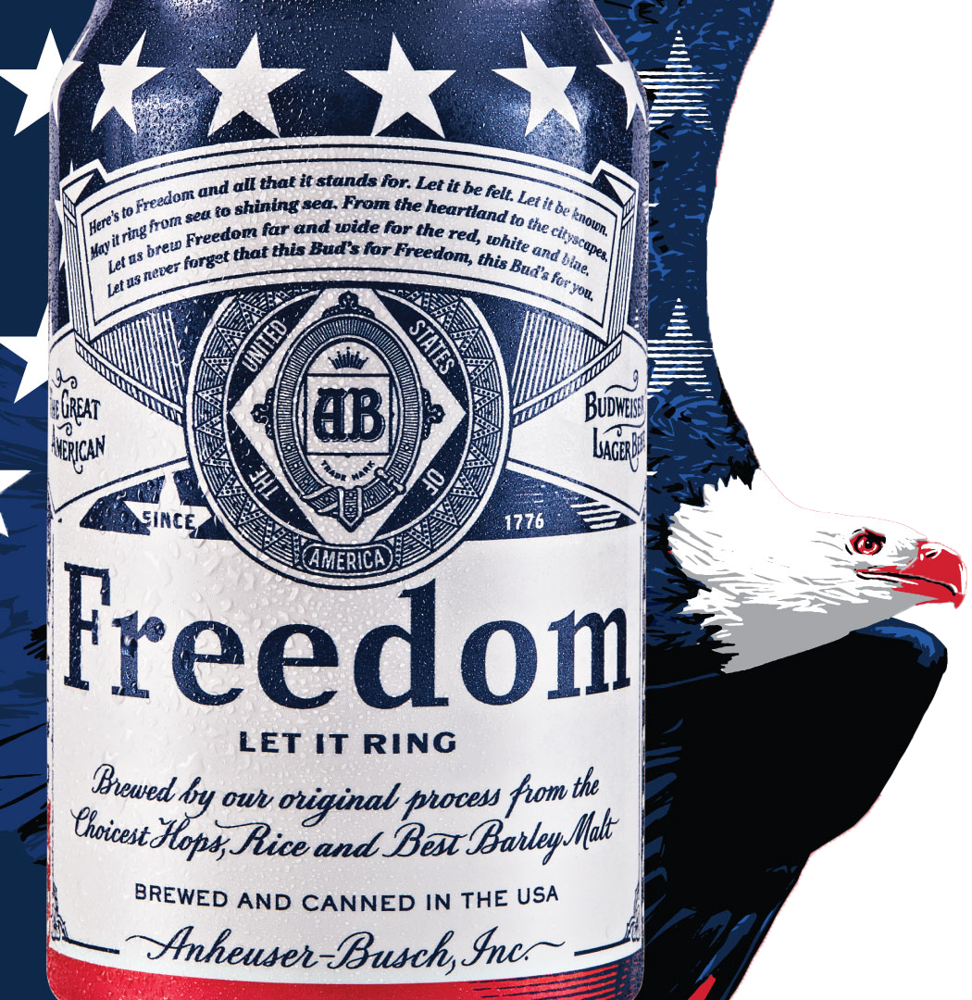 Here's to Freedom and all that it stands for. Let it be felt. Let it be known.
May it ring from sea to shining sea. From the heartland to the cityscapes.
Let us brew Freedom far and wide for the red, white and blue.
Let us never forget that this Bud's for Freedom, this Bud's for you.
UNITED STATES
THE GREAT
AMERICAN
AB
TRADE MARK
BUDWEISER
LAGER BEER
THE
OF
SINCE
1776
AMERICA
Freedom
LET IT RING
Brewed by our original process from the
Choicest Hops, Rice and Best Barley Malt
BREWED AND CANNED IN THE USA
Anheuser-Busch, Inc.